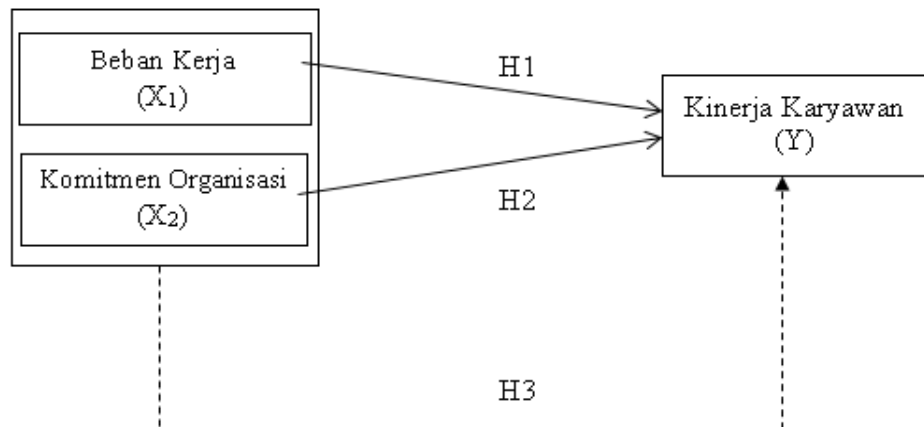 Beban Kerja
(X₁)
H1
Kinerja Karyawan
(Y)
Komitmen Organisasi
(X₂)
H2
H3